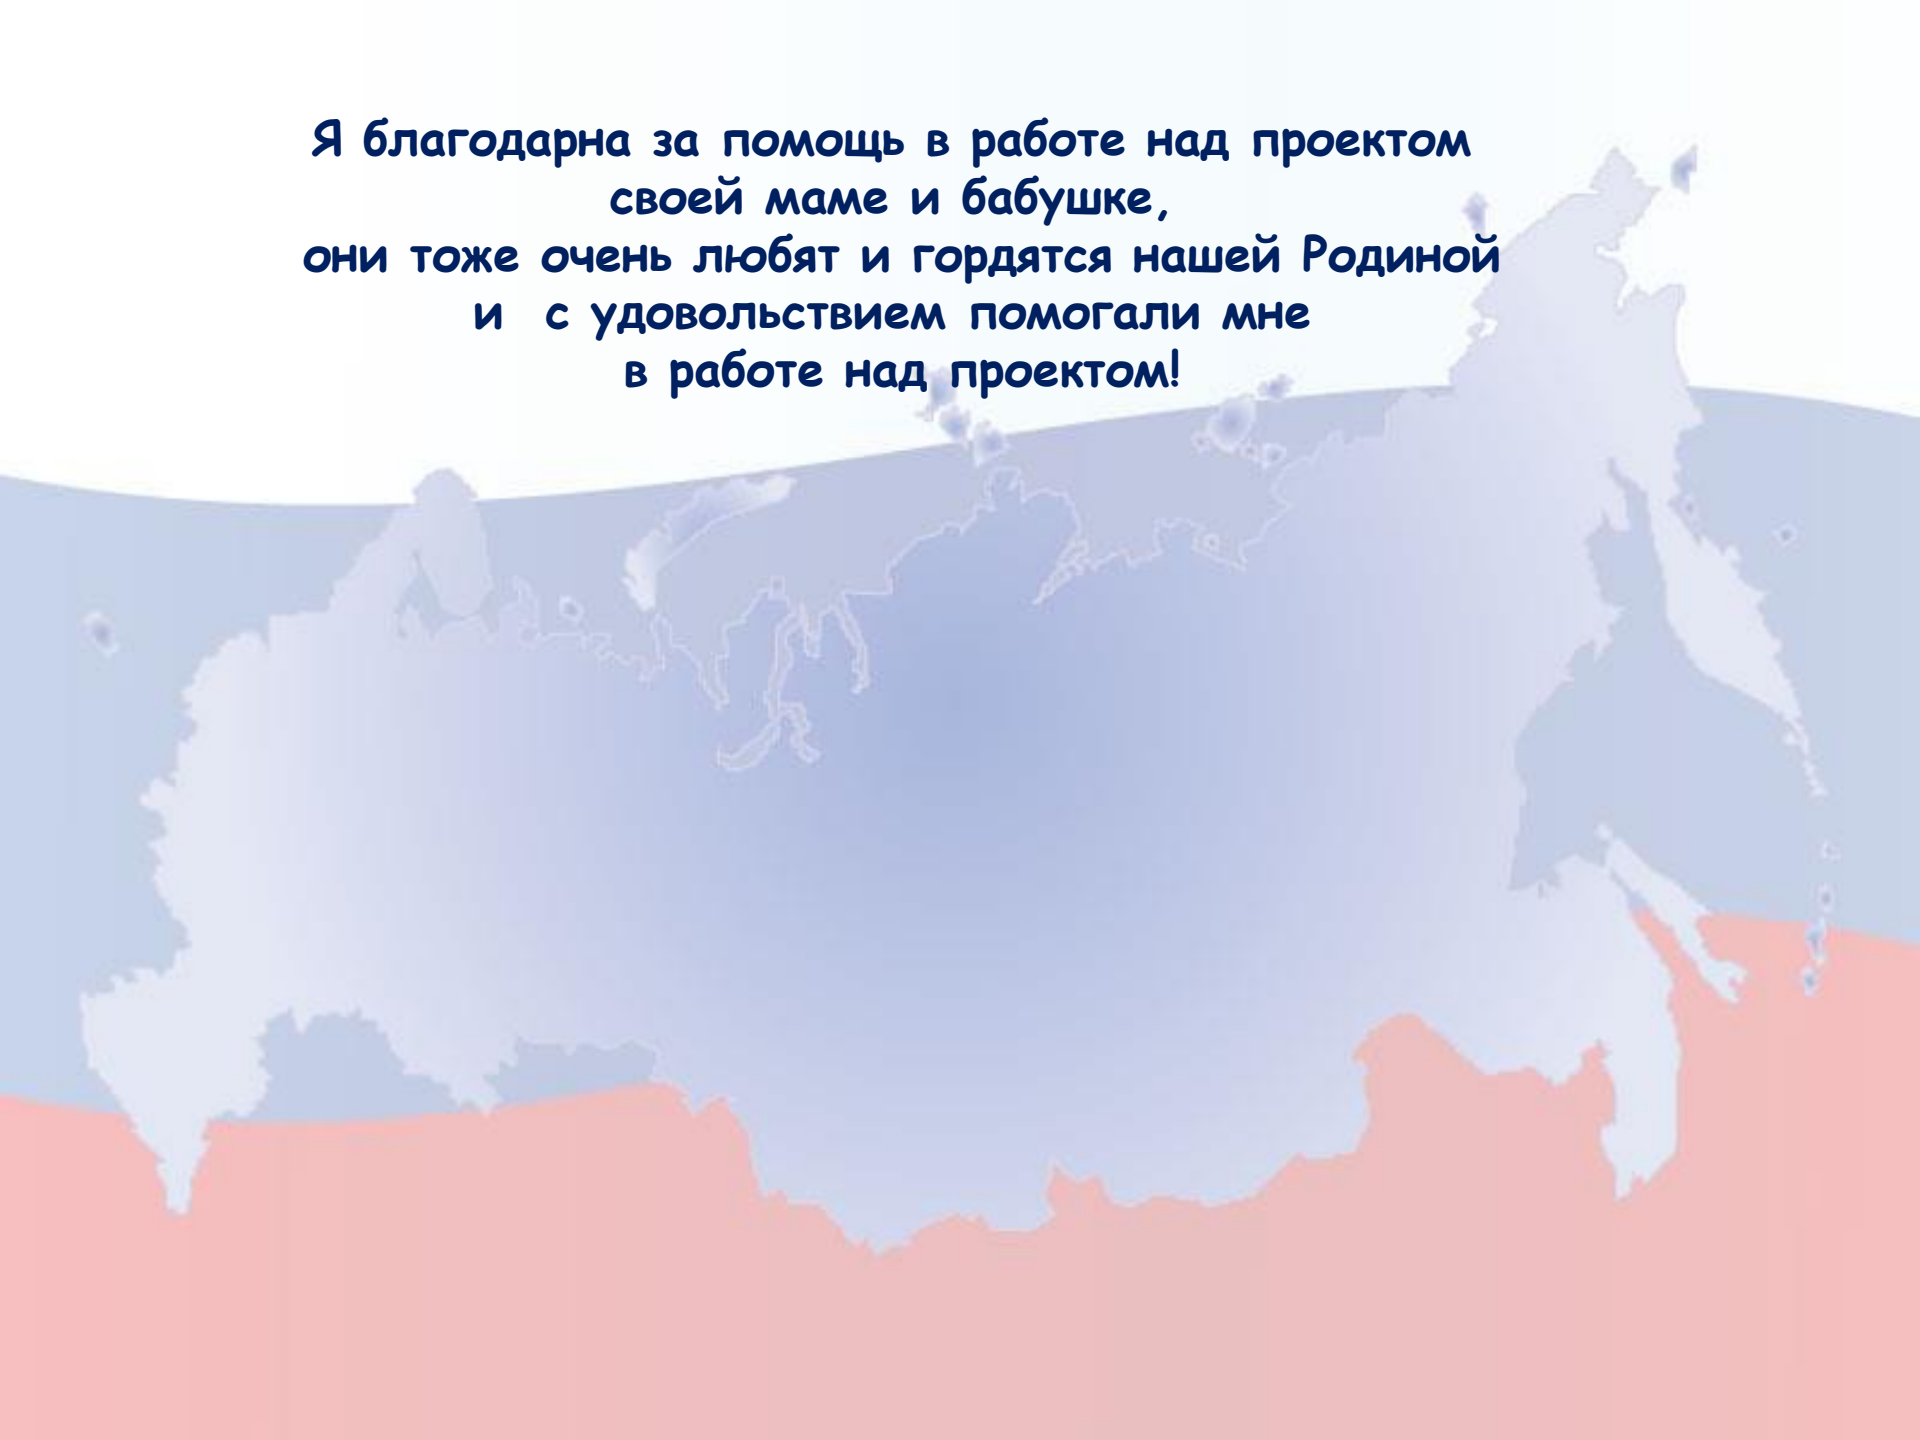 Я благодарна за помощь в работе над проектом
своей маме и бабушке,
они тоже очень любят и гордятся нашей Родиной
и с удовольствием помогали мне
в работе над проектом!